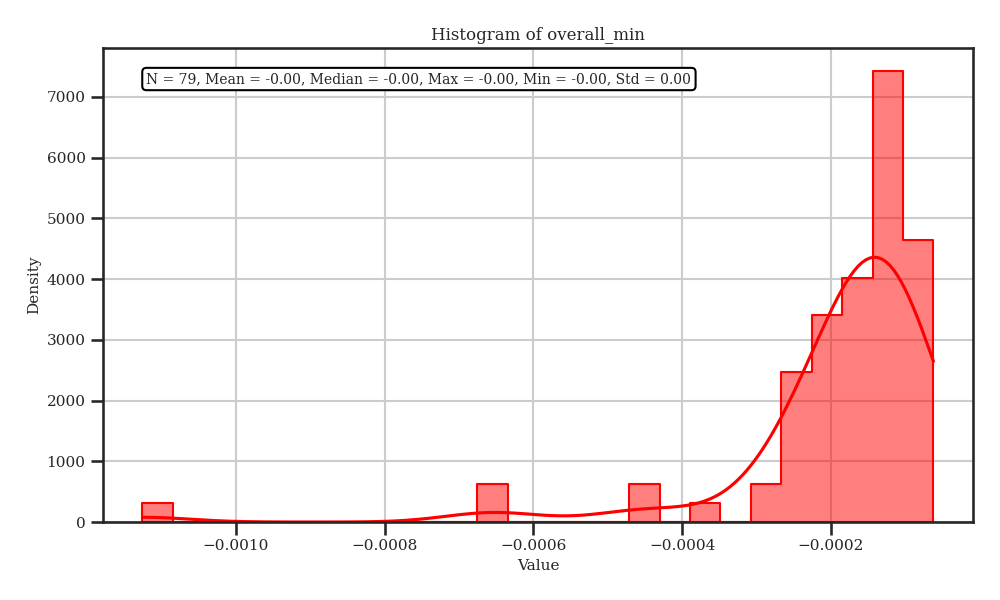 Histogram of overall_min
N = 79, Mean = -0.00, Median = -0.00, Max = -0.00, Min = -0.00, Std = 0.00
Density
7000
6000
5000
4000
3000
2000
1000
0
−0.0010 −0.0008 −0.0006 −0.0004 −0.0002
Value